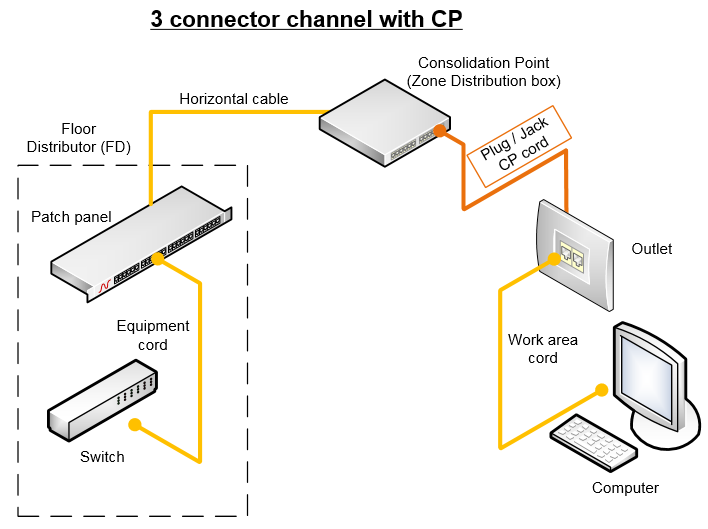 3 connector channel with CP
Consolidation Point
(Zone Distribution box)
Horizontal cable
Floor
Distributor (FD)
Plug / Jack
CP cord
Patch panel
Outlet
Equipment
cord
Work area
cord
Switch
Computer